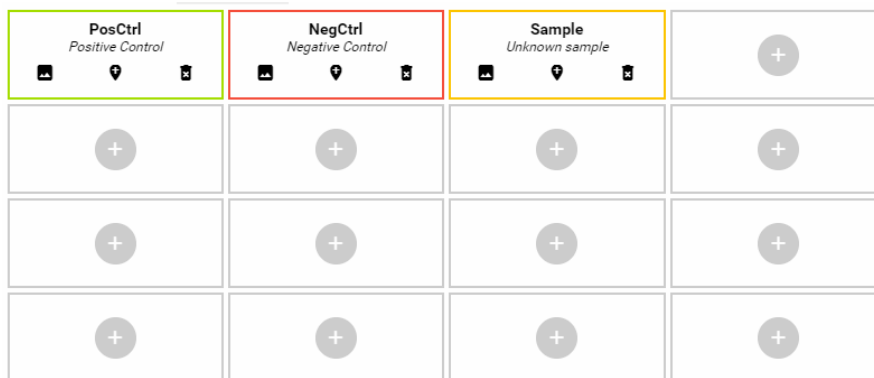 PosCtrl
Positive Control
NegCtrl
Negative Control
Sample
Unknown sample